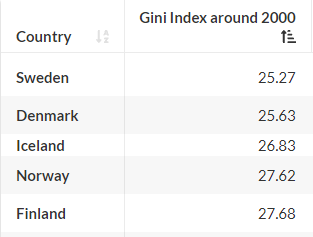 Gini Index around 2000
Country
Sweden 25.27
Denmark 25.63
Iceland 26.83
Norway 27.62
Finland 27.68